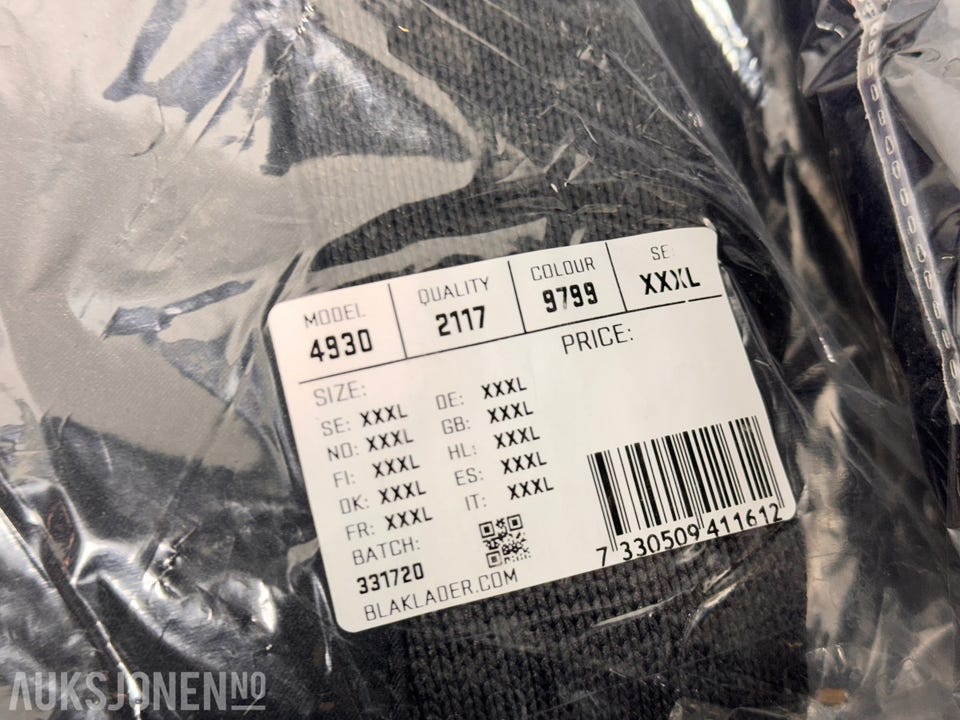 MODEL QUALITY COLOUR SE
4930 2117 9799 XXXL
PRICE:
SIZE:
SE: XXXL DE: XXXL
NO: XXXL GB: XXXL
FI: XXXL HL: XXXL
DK: XXXL ES: XXXL
FR: XXXL IT: XXXL
BATCH:
331720
BLAKLADER.COM
7 330509 411612
AUKSJONEN.NO